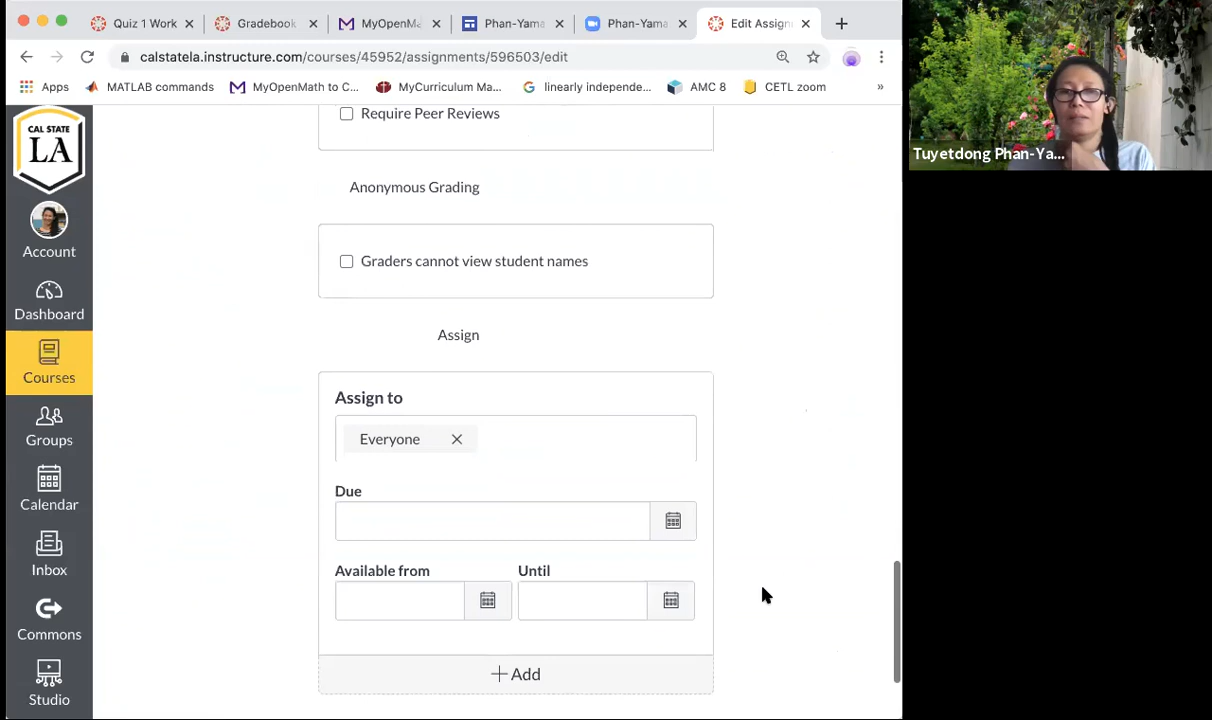 Quiz 1 Work
Gradebook
MyOpenMa
Phan-Yama
Phan-Yama
Edit Assignm
calstatela.instructure.com/courses/45952/assignments/596503/edit
Apps
MATLAB commands
MyOpenMath to C...
MyCurriculum Ma...
linearly independe...
AMC 8
CETL zoom
»
CAL STATE
LA
Account
Dashboard
Courses
Groups
Calendar
Inbox
Commons
Studio
Require Peer Reviews
Anonymous Grading
Graders cannot view student names
Assign
Assign to
Everyone
Due
Available from
Until
+ Add
Tuyetdong Phan-Ya...